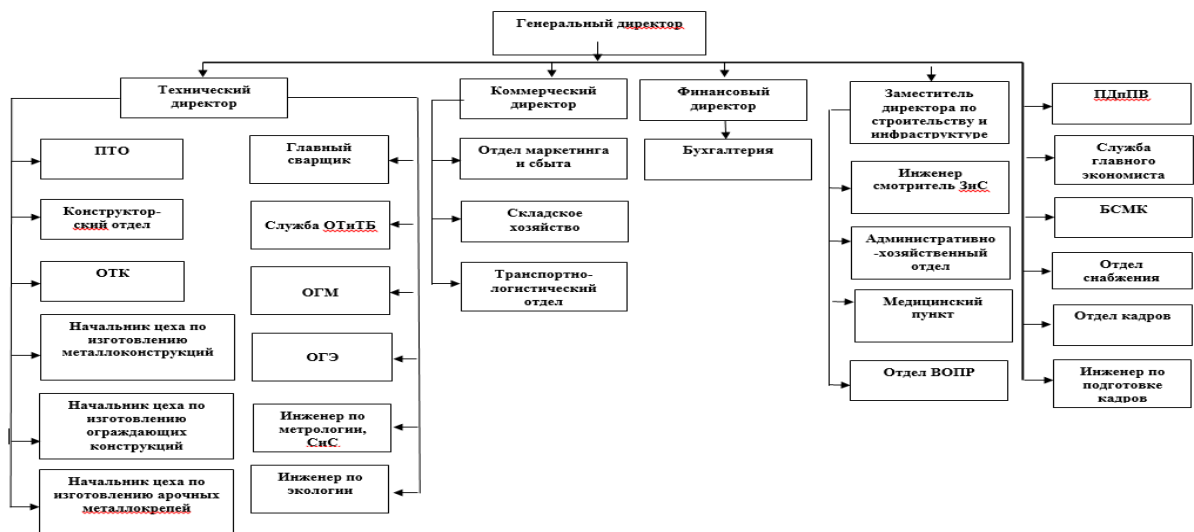 Генеральный директор
Технический
директор
Коммерческий
директор
Финансовый
директор
Заместитель
директора по
строительству и
инфраструктуре
ПДпПВ
ПТО
Конструктор-
ский отдел
ОТК
Начальник цеха по
изготовлению
металлоконструкций
Начальник цеха по
изготовлению
ограждающих
конструкций
Начальник цеха по
изготовлению арочных
металлокрепей
Главный
сварщик
Служба ОТиТБ
ОГМ
ОГЭ
Инженер по
метрологии,
СиС
Инженер по
экологии
Отдел маркетинга
и сбыта
Складское
хозяйство
Транспортно-
логистический
отдел
Бухгалтерия
Инженер
смотритель ЗиС
Административно
-хозяйственный
отдел
Медицинский
пункт
Отдел ВОПР
Служба
главного
экономиста
БСМК
Отдел
снабжения
Отдел кадров
Инженер по
подготовке
кадров